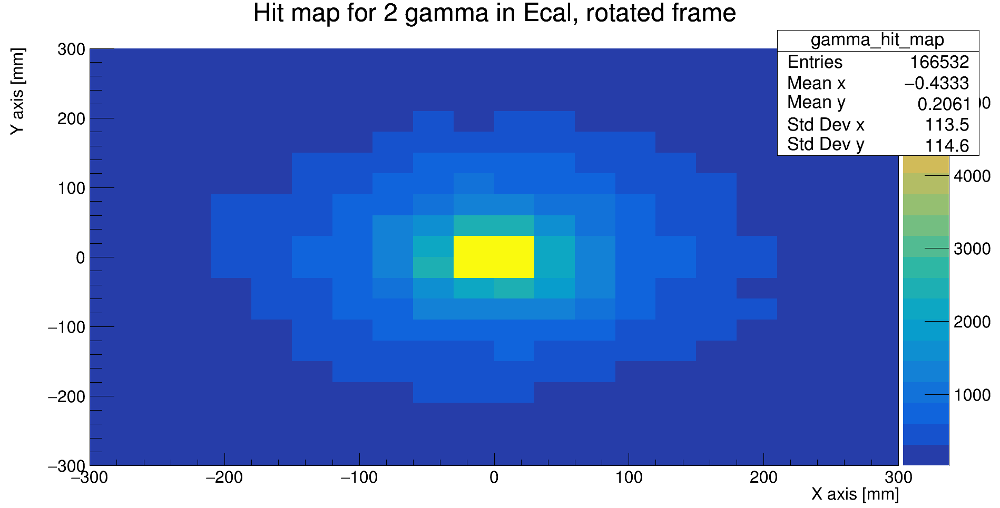 Hit map for 2 gamma in Ecal, rotated frame
gamma_hit_map
Entries 166532
Mean x −0.4333
Mean y 0.2061
Std Dev x 113.5
Std Dev y 114.6
Y axis [mm]
300
200
100
0
−100
−200
−300
−300 −200 −100 0 100 200 300
X axis [mm]
4000
3000
2000
1000